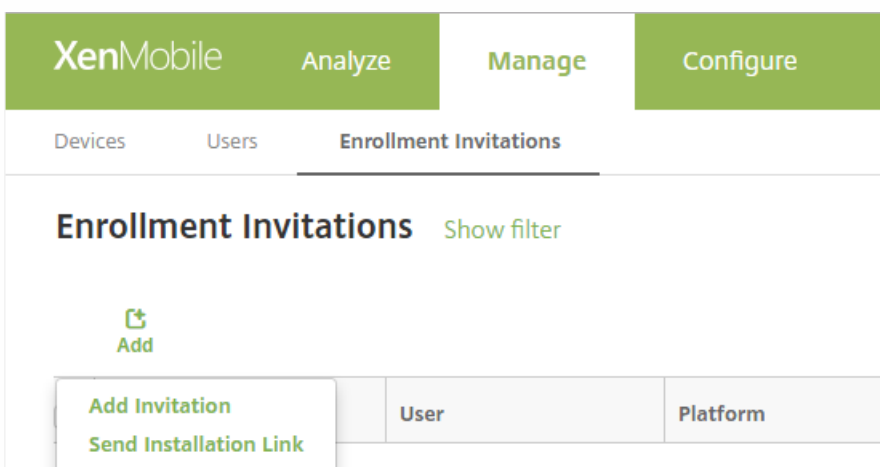 XenMobile Analyze Manage Configure
Devices Users Enrollment Invitations
Enrollment Invitations Show filter
Add
Add Invitation User Platform
Send Installation Link